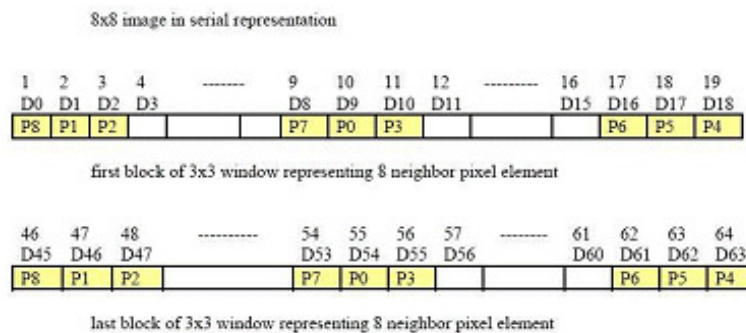 8x8 image in serial representation
1 2 3 4 ------- 9 10 11 12 --------- 16 17 18 19
D0 D1 D2 D3 D8 D9 D10 D11 D15 D16 D17 D18
P8 P1 P2 P7 P0 P3 P6 P5 P4
first block of 3x3 window representing 8 neighbor pixel element
46 47 48 ---------- 54 55 56 57 -------- 61 62 63 64
D45 D46 D47 D53 D54 D55 D56 D60 D61 D62 D63
P8 P1 P2 P7 P0 P3 P6 P5 P4
last block of 3x3 window representing 8 neighbor pixel element